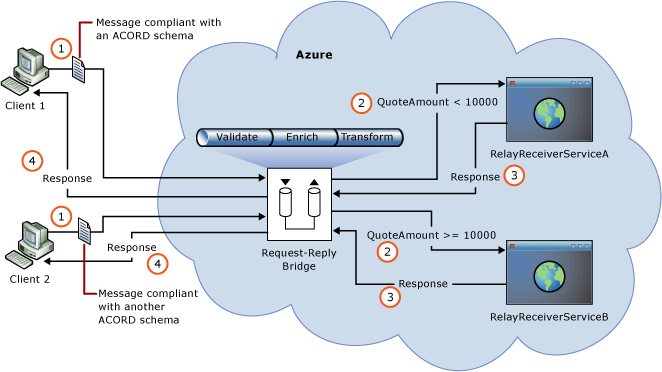 Message compliant with
an ACORD schema
1
Client 1
Azure
2
QuoteAmount < 10000
Validate
Enrich
Transform
RelayReceiverServiceA
4
Response
Response
3
1
Client 2
Response
4
Request-Reply
Bridge
QuoteAmount >= 10000
2
Response
3
RelayReceiverServiceB
Message compliant
with another
ACORD schema